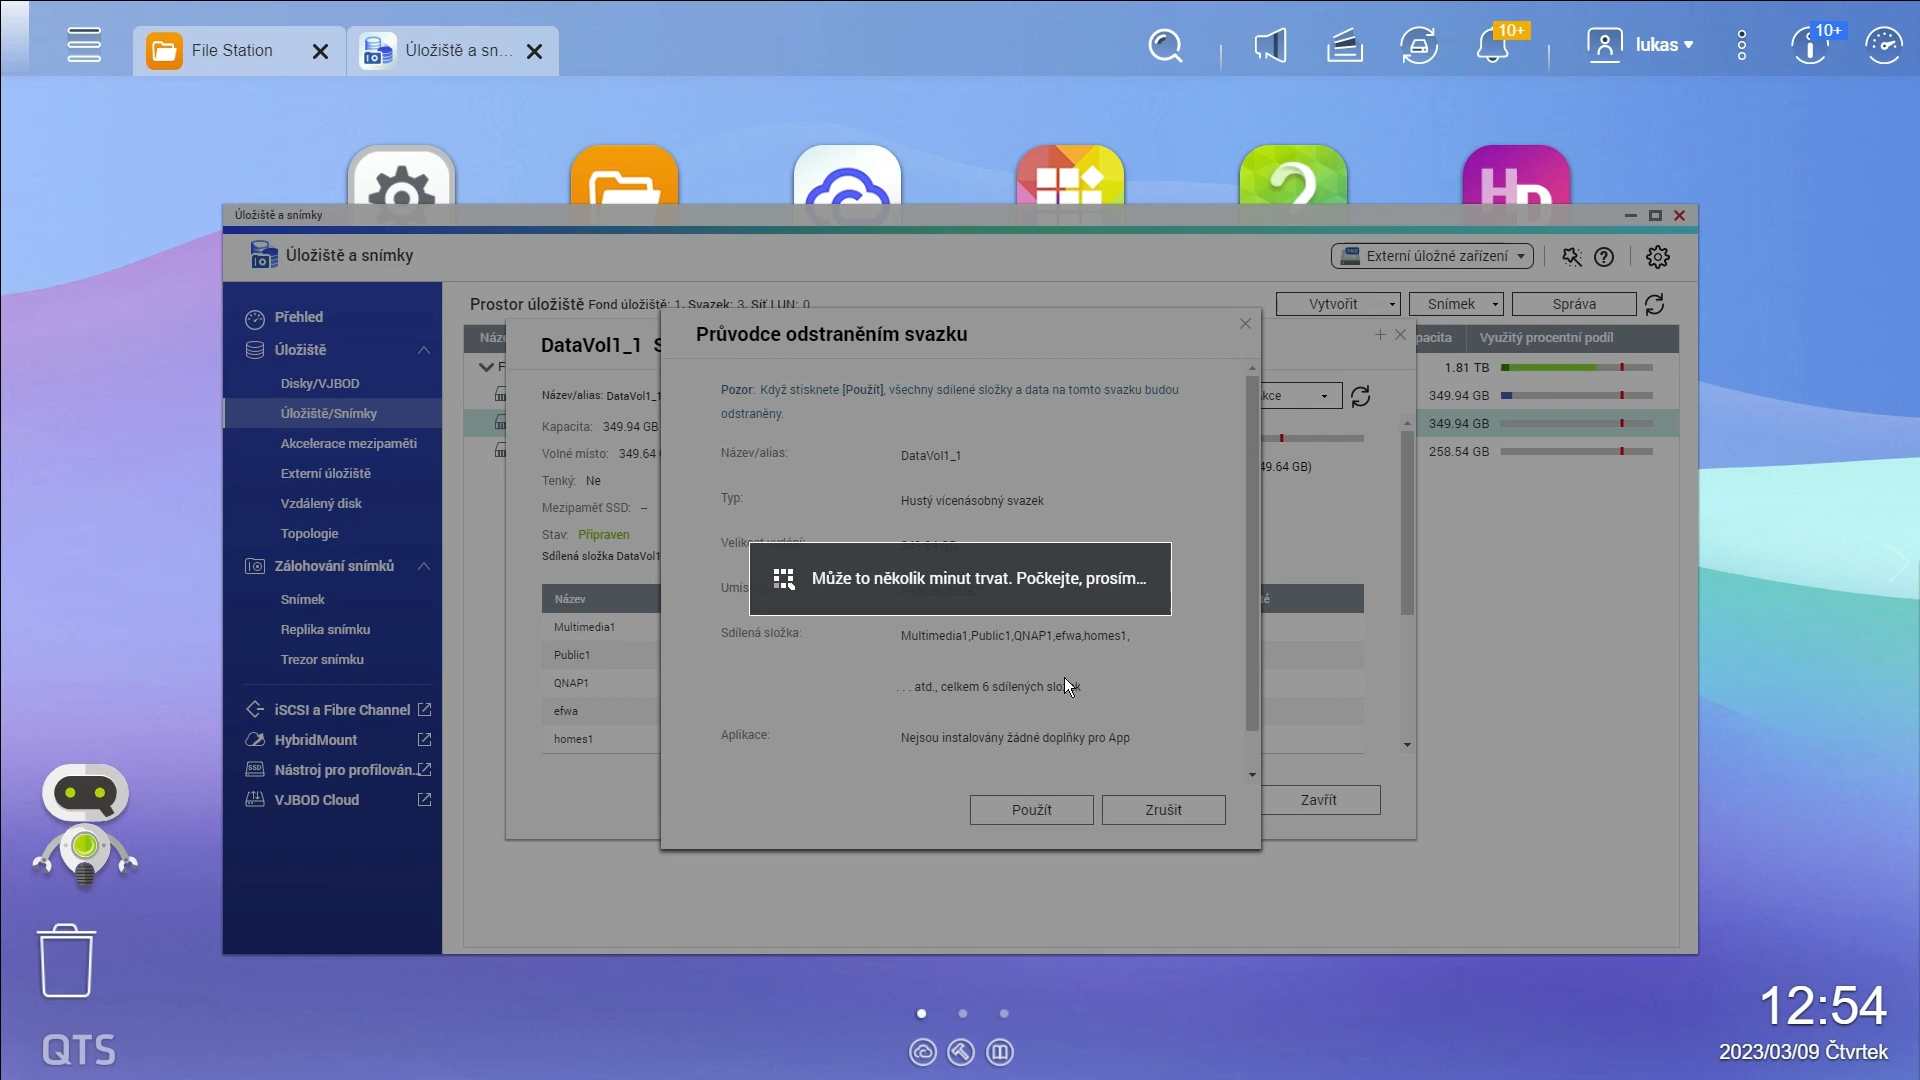 File Station
Úložiště a sn...
10+
lukas
10+
Úložiště a snímky
Úložiště a snímky
Externí úložné zařízení
Přehled
Úložiště
Disky/VJBOD
Úložiště/Snímky
Akcelerace mezipaměti
Externí úložiště
Vzdálený disk
Topologie
Zálohování snímků
Snímek
Replika snímku
Trezor snímku
iSCSI a Fibre Channel
HybridMount
Nástroj pro profilován...
VJBOD Cloud
Prostor úložiště Fond úložiště: 1, Svazek: 3, Síť LUN: 0
Vytvořit
Snímek
Správa
Využitý procentní podíl
1.81 TB
349.94 GB
349.94 GB
258.54 GB
DataVol1_1
Název/alias: DataVol1_1
Kapacita: 349.94 GB
Volné místo: 349.64
Tenký: Ne
Mezipaměť SSD: --
Stav: Připraven
Sdílená složka DataVol1
Název
Multimedia1
Public1
QNAP1
efwa
homes1
49.64 GB)
Zavřít
Průvodce odstraněním svazku
Pozor: Když stisknete [Použít], všechny sdílené složky a data na tomto svazku budou
odstraněny.
Název/alias: DataVol1_1
Typ: Hustý vícenásobný svazek
Může to několik minut trvat. Počkejte, prosím...
Sdílená složka: Multimedia1,Public1,QNAP1,efwa,homes1,
. . . atd., celkem 6 sdílených složek
Aplikace: Nejsou instalovány žádné doplňky pro App
Použít
Zrušit
QTS
12:54
2023/03/09 Čtvrtek